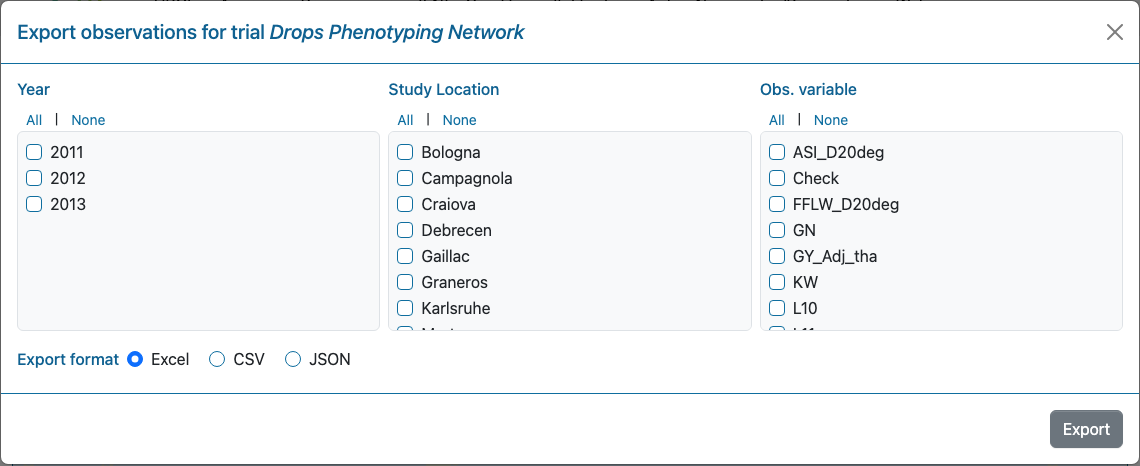 Export observations for trial Drops Phenotyping Network
Year
All | None
2011
2012
2013
Study Location
All | None
Bologna
Campagnola
Craiova
Debrecen
Gaillac
Graneros
Karlsruhe
Obs. variable
All | None
ASI_D20deg
Check
FFLW_D20deg
GN
GY_Adj_tha
KW
L10
Export format Excel CSV JSON
Export